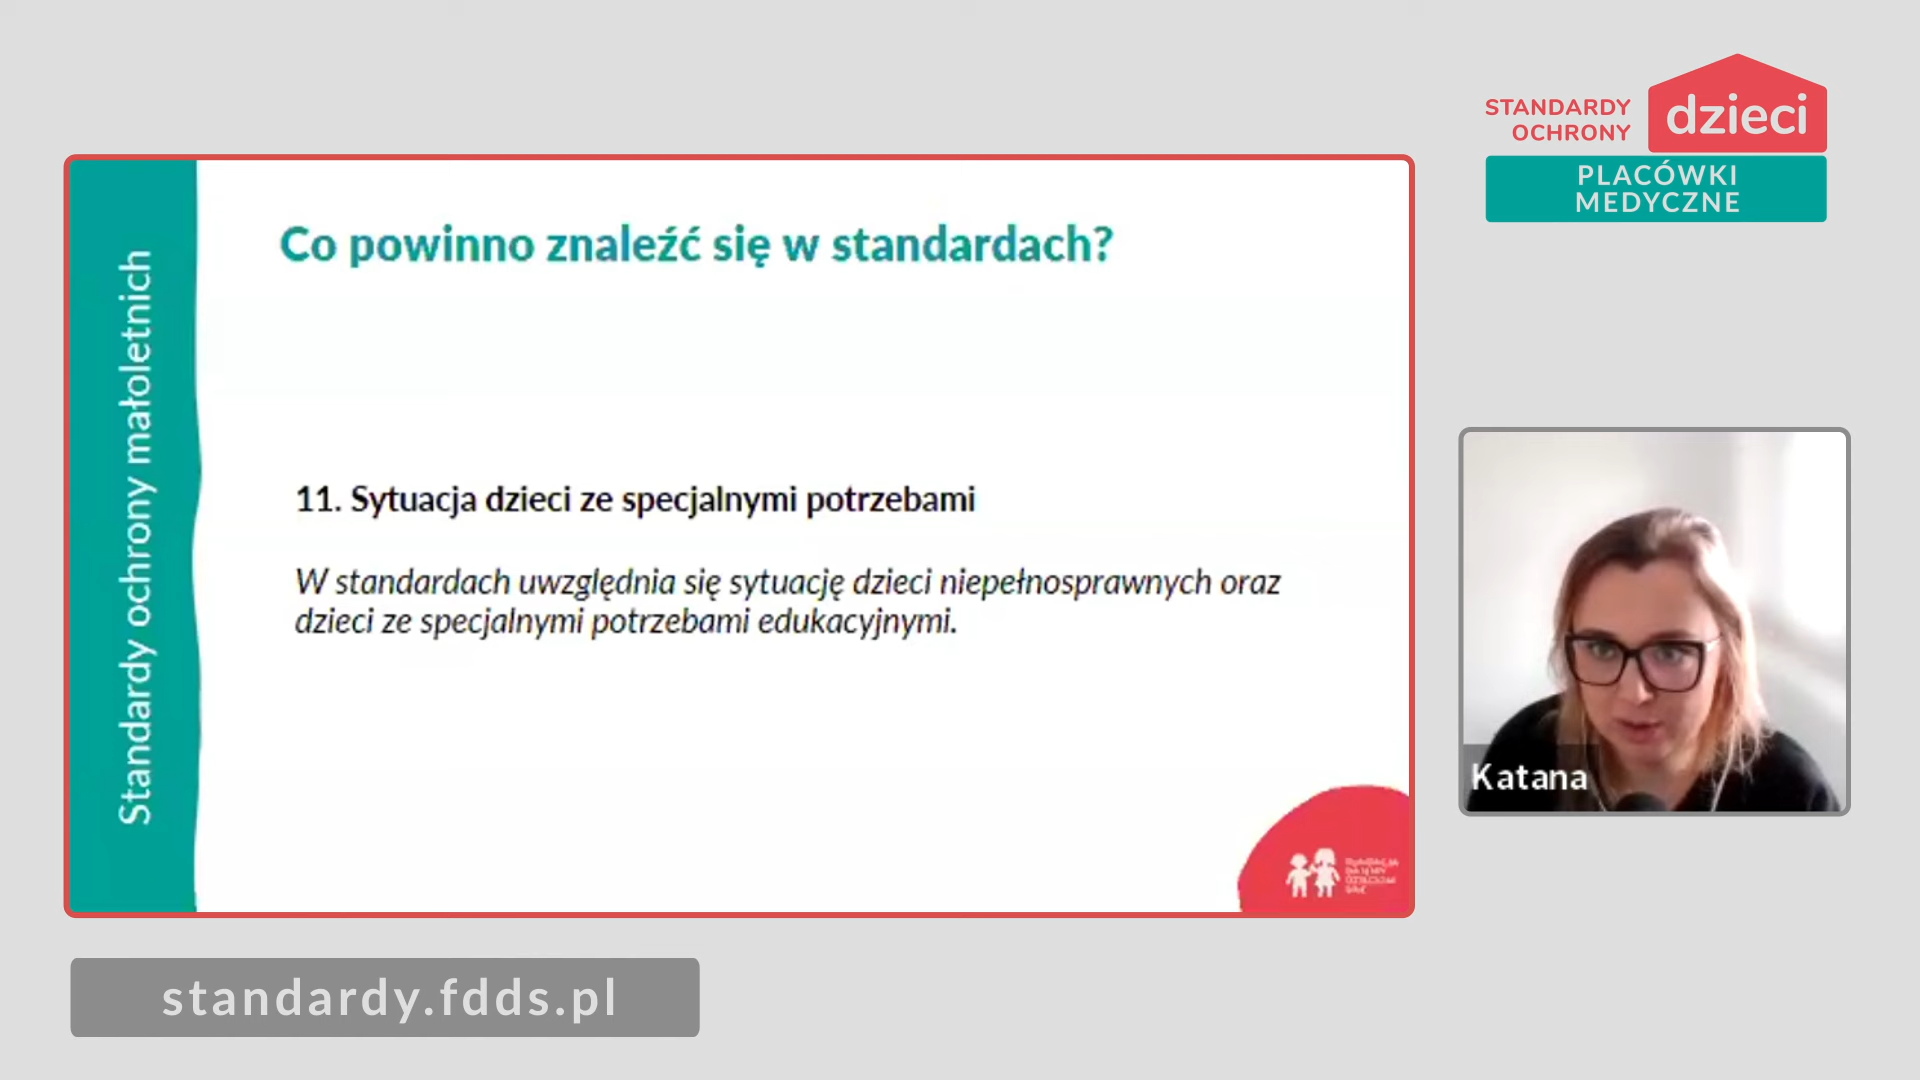 STANDARDY
OCHRONY
dzieci
PLACÓWKI
MEDYCZNE
Standardy ochrony małoletnich
Co powinno znaleźć się w standardach?
11. Sytuacja dzieci ze specjalnymi potrzebami
W standardach uwzględnia się sytuację dzieci niepełnosprawnych oraz
dzieci ze specjalnymi potrzebami edukacyjnymi.
Katana
standardy.fdds.pl